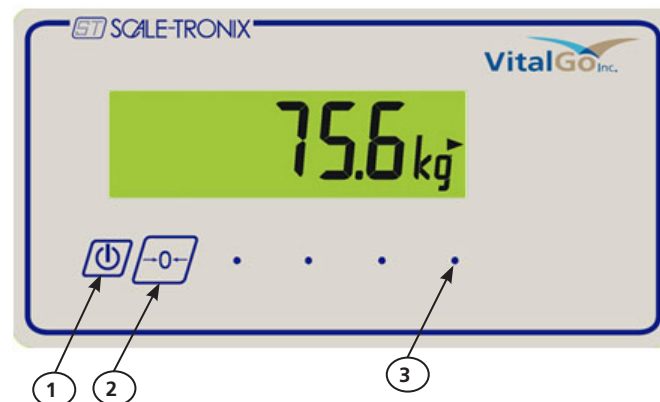 ST SCALE-TRONIX
VitalGo Inc.
75.6 kg
→0←
1 2 3